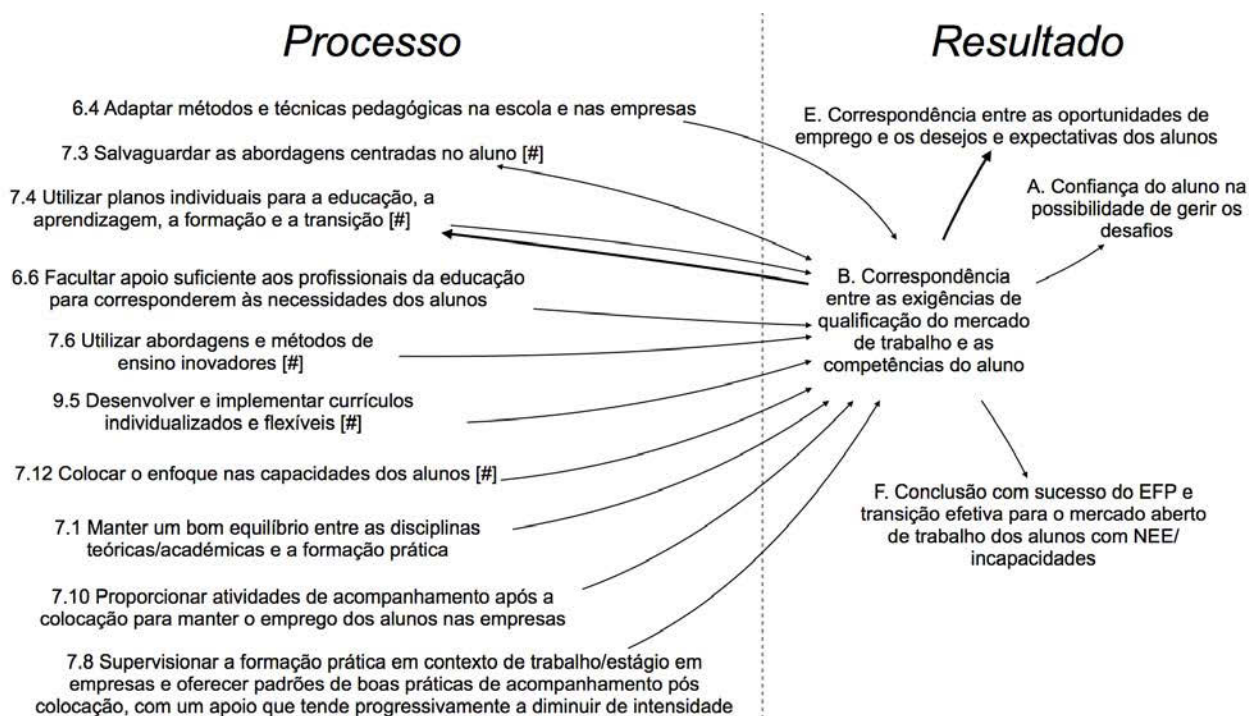 Processo
Resultado
6.4 Adaptar métodos e técnicas pedagógicas na escola e nas empresas
7.3 Salvaguardar as abordagens centradas no aluno [#]
7.4 Utilizar planos individuais para a educação, a
aprendizagem, a formação e a transição [#]
6.6 Facultar apoio suficiente aos profissionais da educação
para corresponderem às necessidades dos alunos
7.6 Utilizar abordagens e métodos de
ensino inovadores [#]
9.5 Desenvolver e implementar currículos
individualizados e flexíveis [#]
7.12 Colocar o enfoque nas capacidades dos alunos [#]
7.1 Manter um bom equilíbrio entre as disciplinas
teóricas/académicas e a formação prática
7.10 Proporcionar atividades de acompanhamento após a
colocação para manter o emprego dos alunos nas empresas
7.8 Supervisionar a formação prática em contexto de trabalho/estágio em
empresas e oferecer padrões de boas práticas de acompanhamento pós
colocação, com um apoio que tende progressivamente a diminuir de intensidade
E. Correspondência entre as oportunidades de
emprego e os desejos e expectativas dos alunos
A. Confiança do aluno na
possibilidade de gerir os
desafios
B. Correspondência
entre as exigências de
qualificação do mercado
de trabalho e as
competências do aluno
F. Conclusão com sucesso do EFP e
transição efetiva para o mercado aberto
de trabalho dos alunos com NEE/
incapacidades